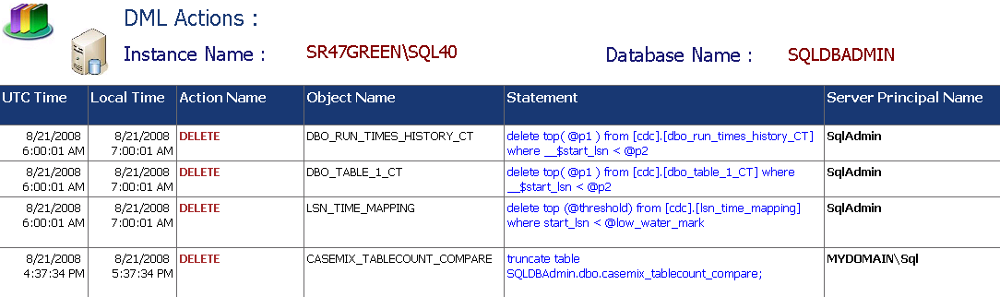 DML Actions :
Instance Name : SR47GREEN\SQL40 Database Name : SQLDBADMIN
UTC Time Local Time Action Name Object Name Statement Server Principal Name
8/21/2008 8/21/2008 DELETE DBO_RUN_TIMES_HISTORY_CT delete top( @p1 ) from [cdc].[dbo_run_times_history_CT] SqlAdmin
6:00:01 AM 7:00:01 AM where __$start_lsn < @p2
8/21/2008 8/21/2008 DELETE DBO_TABLE_1_CT delete top( @p1 ) from [cdc].[dbo_table_1_CT] where SqlAdmin
6:00:01 AM 7:00:01 AM __$start_lsn < @p2
8/21/2008 8/21/2008 DELETE LSN_TIME_MAPPING delete top (@threshold) from [cdc].[lsn_time_mapping] SqlAdmin
6:00:01 AM 7:00:01 AM where start_lsn < @low_water_mark
8/21/2008 8/21/2008 DELETE CASEMIX_TABLECOUNT_COMPARE truncate table MYDOMAIN\Sql
4:37:34 PM 5:37:34 PM SQLDBAdmin.dbo.casemix_tablecount_compare;